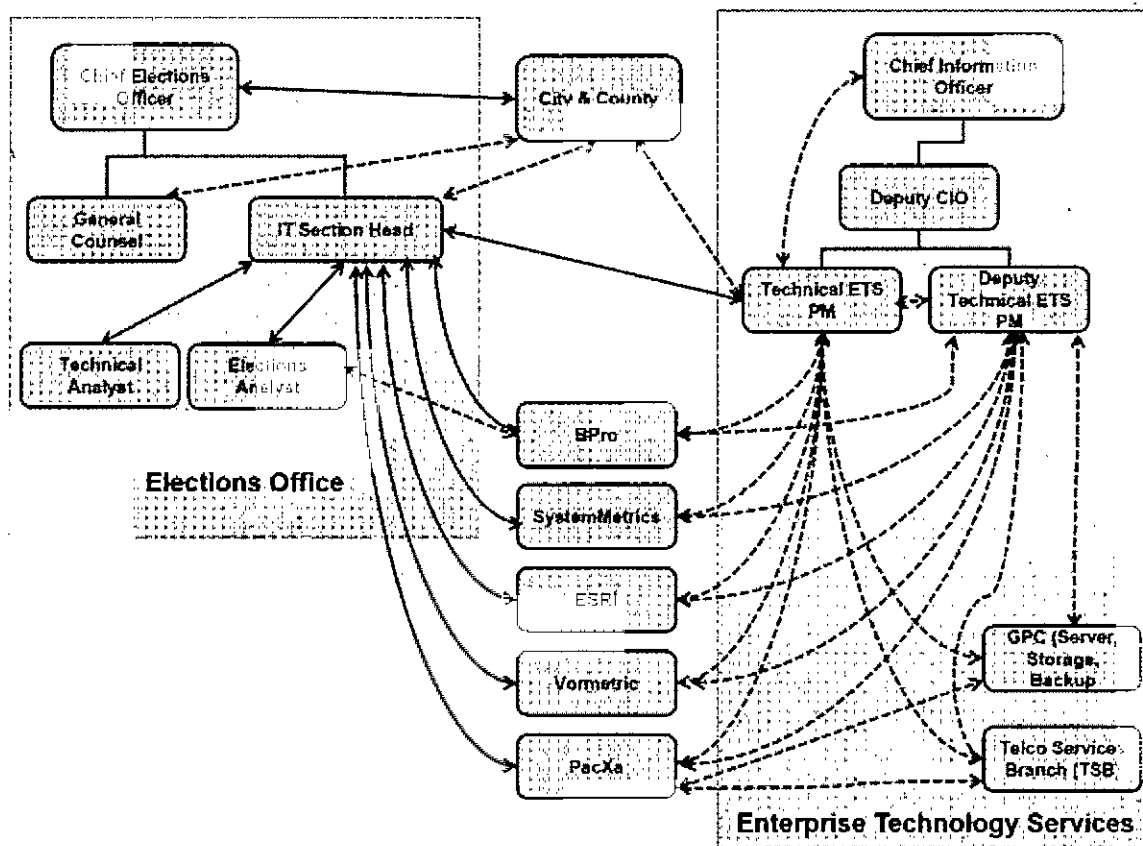 Chief Elections
Officer
City & County
Chief Information
Officer
General
Counsel
IT Section Head
Deputy CIO
Technical ETS
PM
Deputy
Technical ETS
PM
Technical
Analyst
Elections
Analyst
BPro
Elections Office
SystemMetrics
ESRI
GPC (Server,
Storage,
Backup
Vormetric
PacXa
Telco Service
Branch (TSB
Enterprise Technology Services